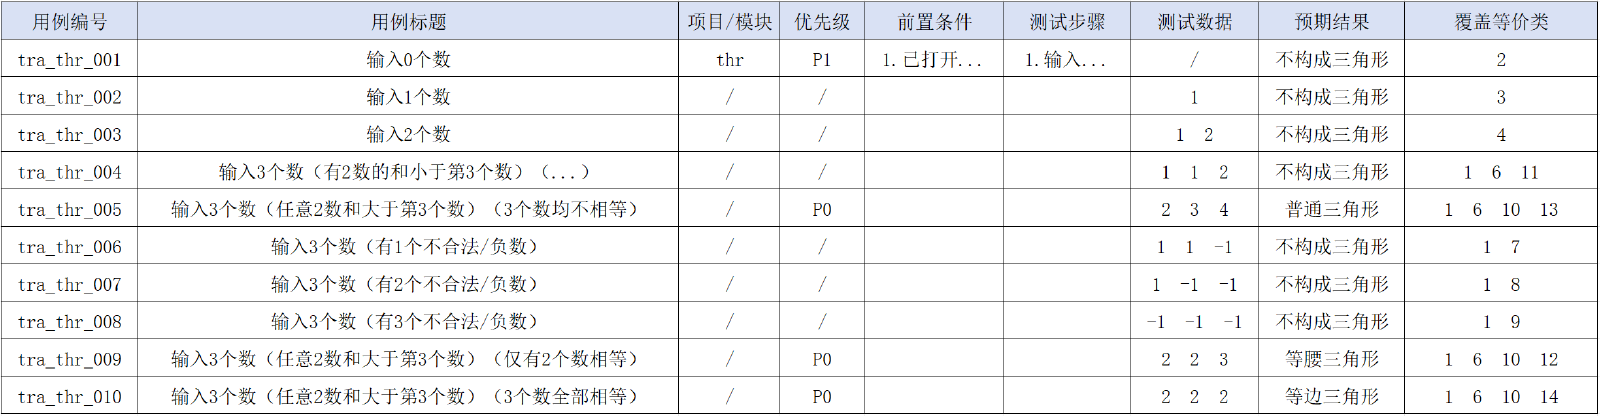 用例编号 用例标题 项目/模块 优先级 前置条件 测试步骤 测试数据 预期结果 覆盖等价类
tra_thr_001 输入0个数 thr P1 1.已打开... 1.输入... / 不构成三角形 2
tra_thr_002 输入1个数 / / 1 不构成三角形 3
tra_thr_003 输入2个数 / / 1 2 不构成三角形 4
tra_thr_004 输入3个数（有2数的和小于第3个数）（...） / / 1 1 2 不构成三角形 1 6 11
tra_thr_005 输入3个数（任意2数和大于第3个数）（3个数均不相等） / P0 2 3 4 普通三角形 1 6 10 13
tra_thr_006 输入3个数（有1个不合法/负数） / / 1 1 -1 不构成三角形 1 7
tra_thr_007 输入3个数（有2个不合法/负数） / / 1 -1 -1 不构成三角形 1 8
tra_thr_008 输入3个数（有3个不合法/负数） / / -1 -1 -1 不构成三角形 1 9
tra_thr_009 输入3个数（任意2数和大于第3个数）（仅有2个数相等） / P0 2 2 3 等腰三角形 1 6 10 12
tra_thr_010 输入3个数（任意2数和大于第3个数）（3个数全部相等） / P0 2 2 2 等边三角形 1 6 10 14